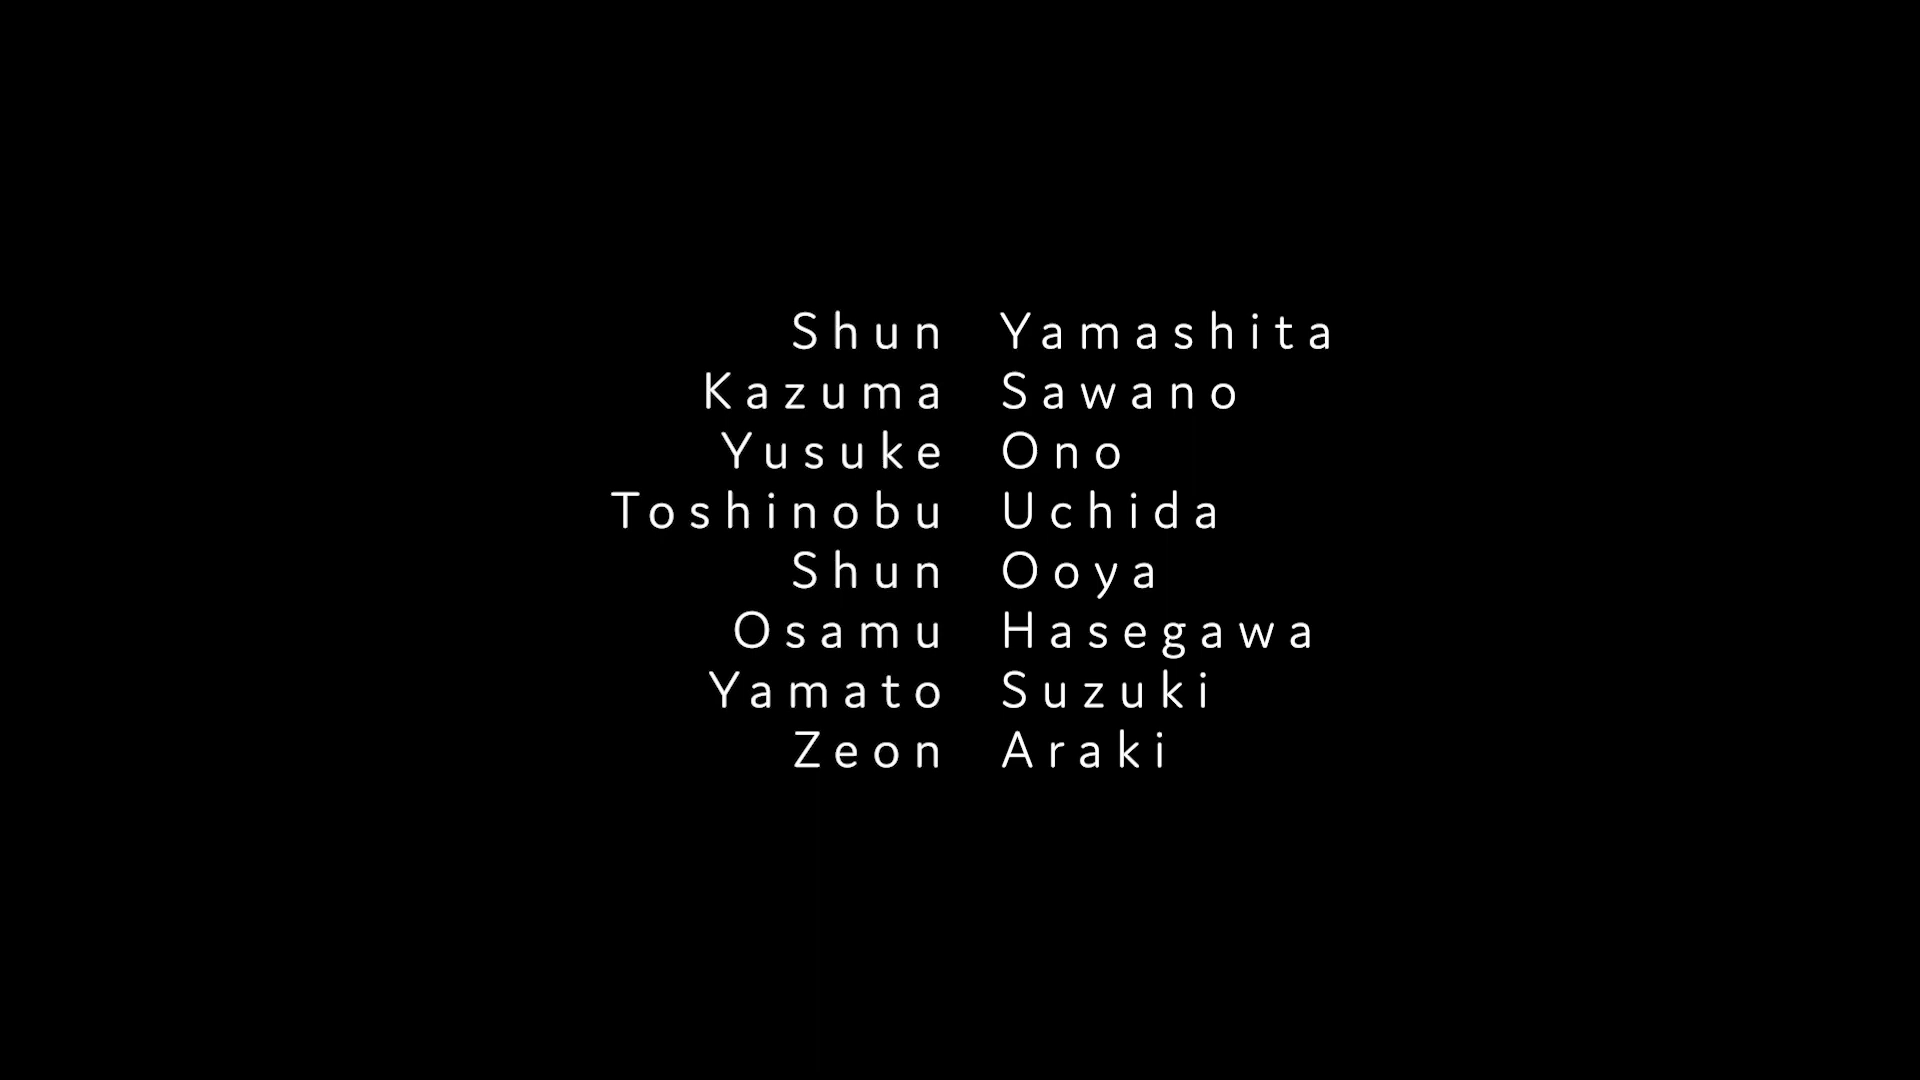 Shun Yamashita
Kazuma Sawano
Yusuke Ono
Toshinobu Uchida
Shun Ooya
Osamu Hasegawa
Yamato Suzuki
Zeon Araki